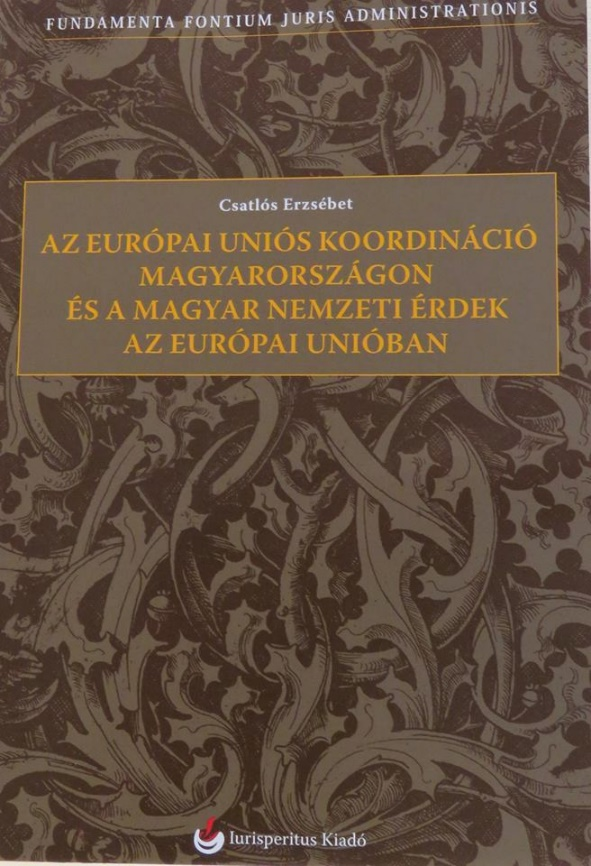 FUNDAMENTA FONTIUM JURIS ADMINISTRATIONIS
Csatlós Erzsébet
AZ EURÓPAI UNIÓS KOORDINÁCIÓ
MAGYARORSZÁGON
ÉS A MAGYAR NEMZETI ÉRDEK
AZ EURÓPAI UNIÓBAN
Iurisperitus Kiadó